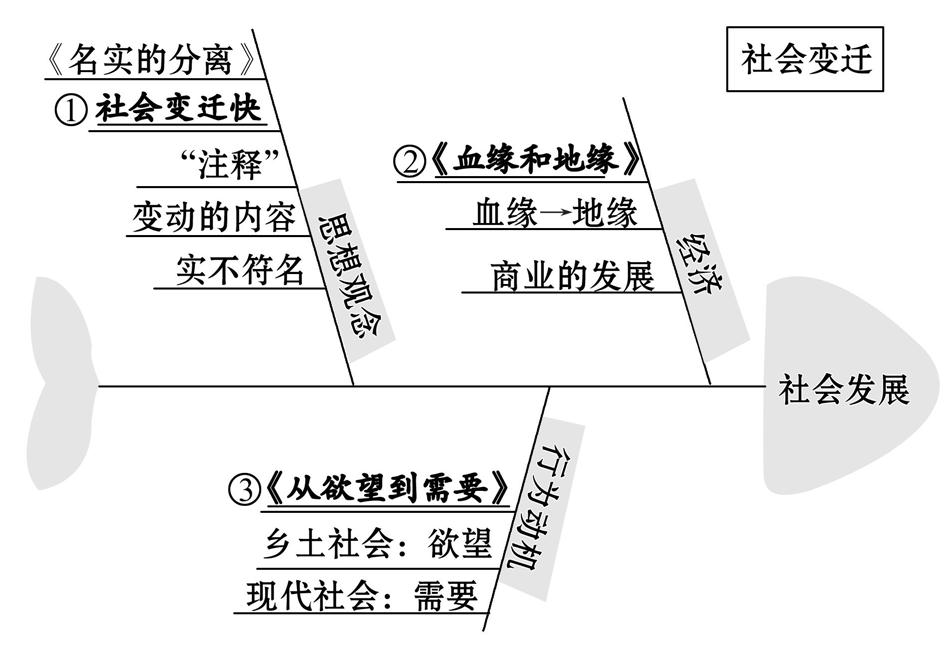 社会变迁
《名实的分离》
①社会变迁快
“注释”
变动的内容
实不符名
思想观念
②《血缘和地缘》
血缘→地缘
商业的发展
经济
社会发展
③《从欲望到需要》
乡土社会：欲望
现代社会：需要
行为动机